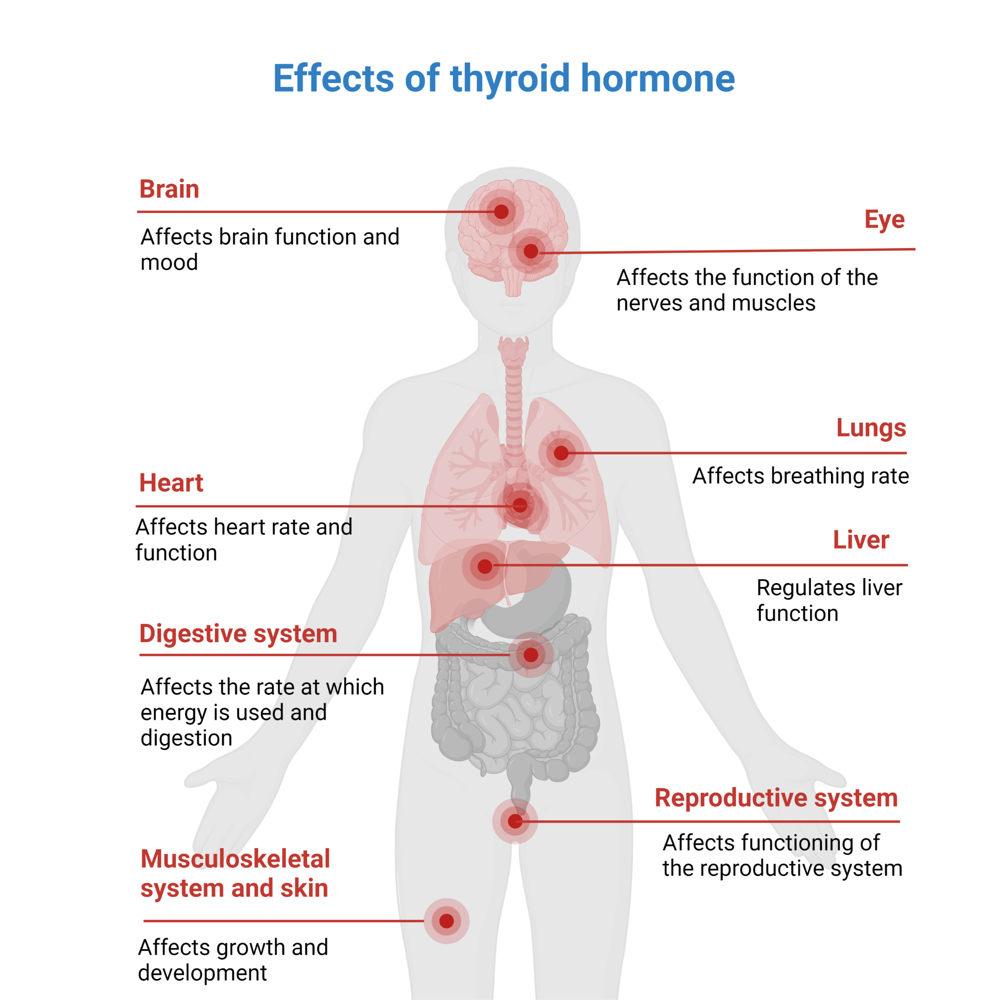 Effects of thyroid hormone
Brain
Affects brain function and
mood
Eye
Affects the function of the
nerves and muscles
Lungs
Affects breathing rate
Heart
Affects heart rate and
function
Liver
Regulates liver
function
Digestive system
Affects the rate at which
energy is used and
digestion
Reproductive system
Affects functioning of
the reproductive system
Musculoskeletal
system and skin
Affects growth and
development